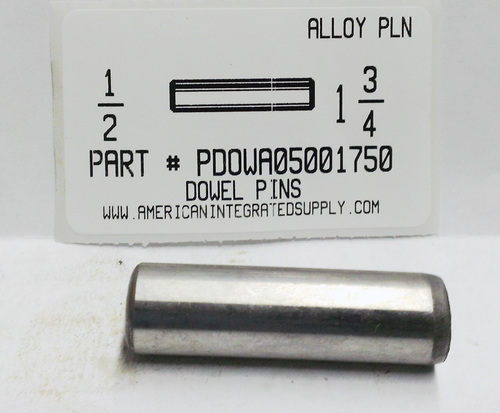 ALLOY PLN
1/2 1 3/4
PART # PDOWA05001750
DOWEL PINS
WWW.AMERICANINTEGRATEDSUPPLY.COM